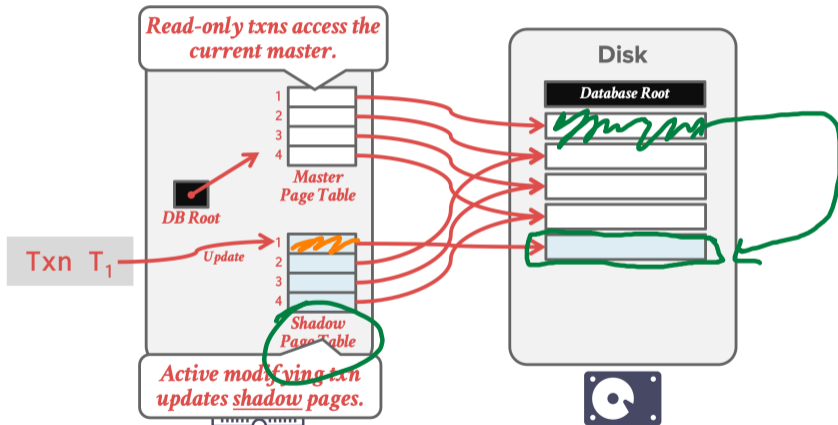 Read-only txns access the
current master.
Disk
Database Root
1
2
3
4
Master
Page Table
DB Root
Txn T1
Update
1
2
3
4
Shadow
Page Table
Active modifying txn
updates shadow pages.